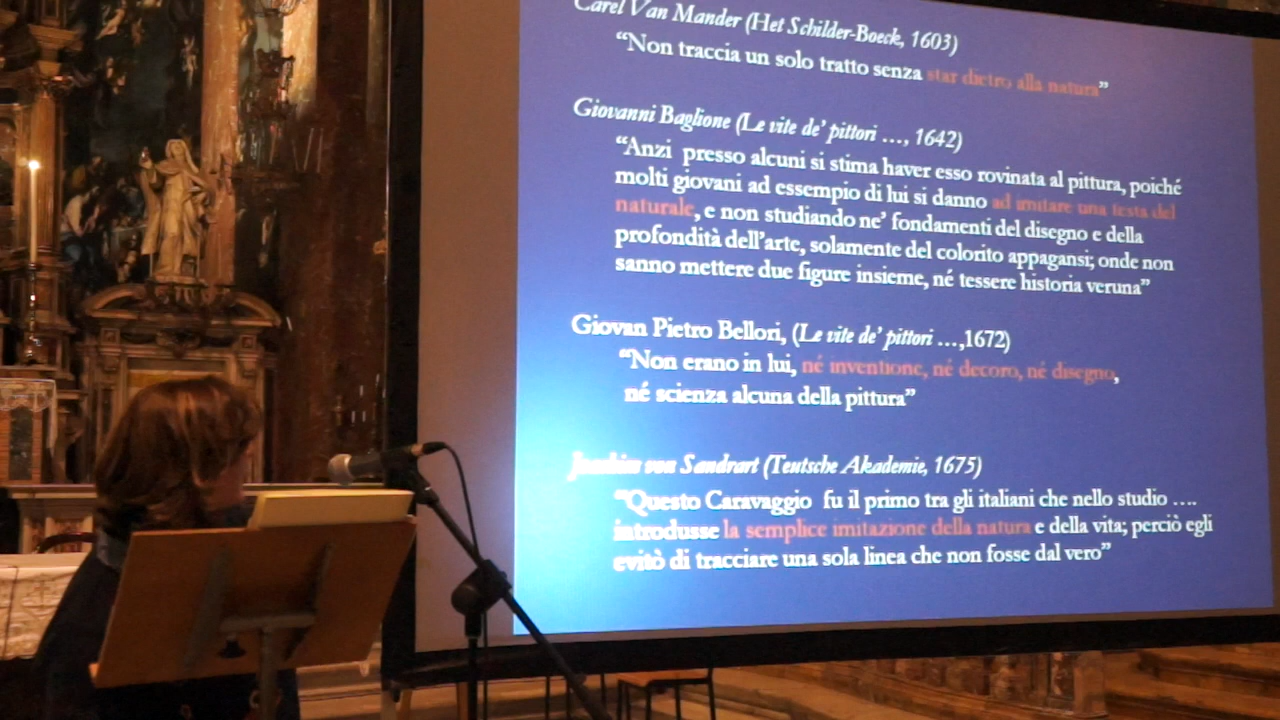 Carel Van Mander (Het Schilder-Boeck, 1603)
“Non traccia un solo tratto senza star dietro alla natura”
Giovanni Baglione (Le vite de’ pittori …, 1642)
“Anzi presso alcuni si stima haver esso rovinata al pittura, poiché
molti giovani ad essempio di lui si danno ad imitare una testa del
naturale, e non studiando ne’ fondamenti del disegno e della
profondità dell’arte, solamente del colorito appagansi; onde non
sanno mettere due figure insieme, né tessere historia veruna”
Giovan Pietro Bellori, (Le vite de’ pittori …,1672)
“Non erano in lui, né inventione, né decoro, né disegno,
né scienza alcuna della pittura”
Joachim von Sandrart (Teutsche Akademie, 1675)
“Questo Caravaggio fu il primo tra gli italiani che nello studio ….
introdusse la semplice imitazione della natura e della vita; perciò egli
evitò di tracciare una sola linea che non fosse dal vero”